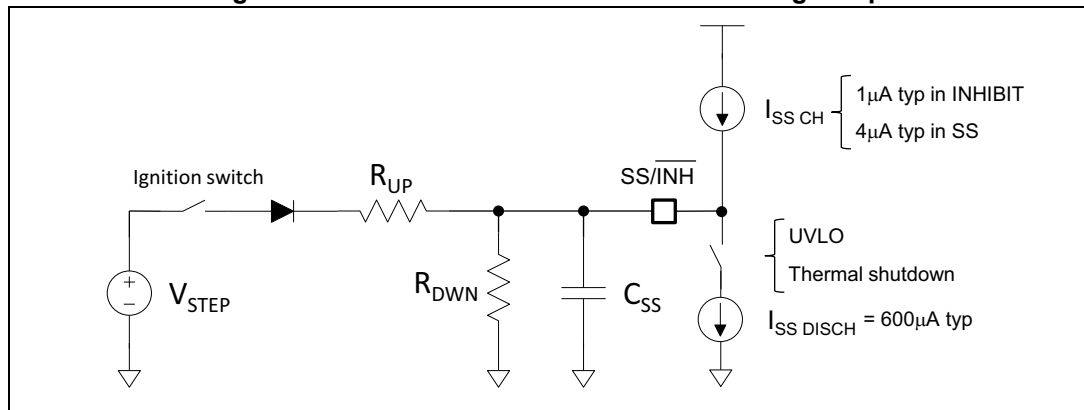 Ignition switch
R_UP
V_STEP
R_DWN
C_SS
SS/INH
I_SS CH
1μA typ in INHIBIT
4μA typ in SS
UVLO
Thermal shutdown
I_SS DISCH = 600μA typ